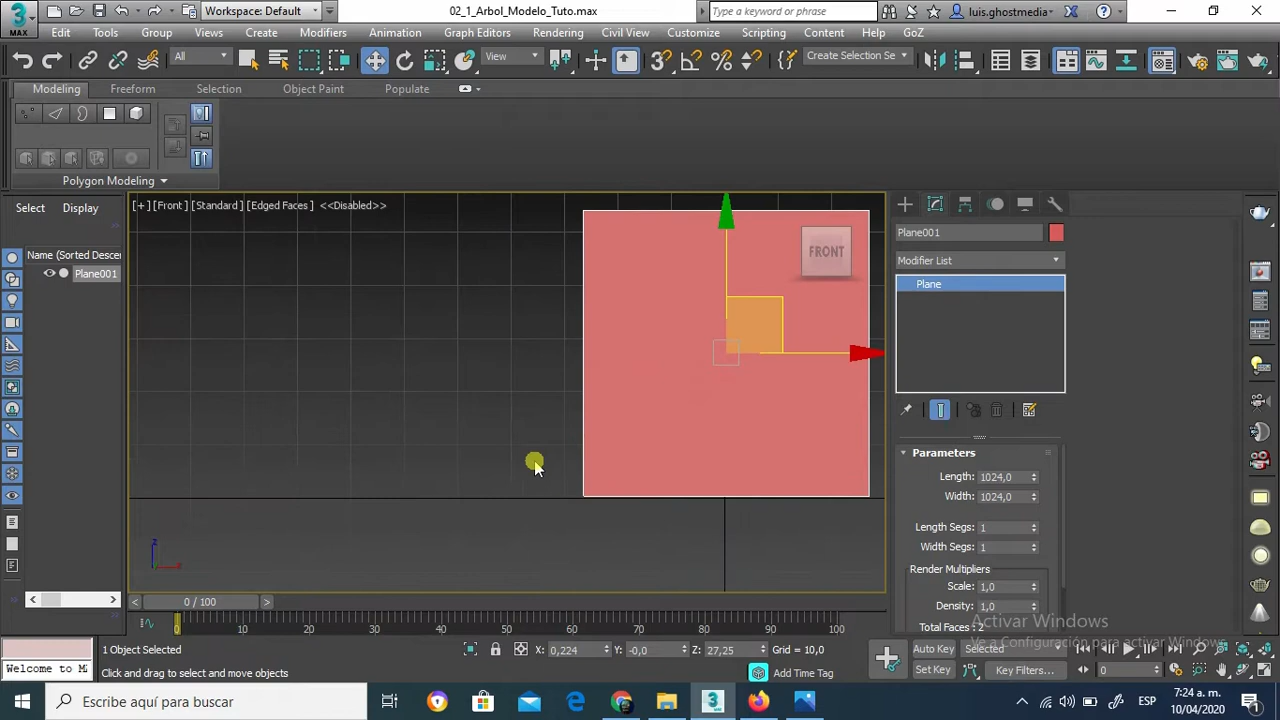 3
MAX
Workspace: Default
02_1_Arbol_Modelo_Tuto.max
Type a keyword or phrase
luis.ghostmedia
Edit Tools Group Views Create Modifiers Animation Graph Editors Rendering Civil View Customize Scripting Content Help GoZ
All
View
Create Selection Se
Modeling Freeform Selection Object Paint Populate
Polygon Modeling
Select Display
[+] [Front ] [Standard ] [Edged Faces ] <<Disabled>>
FRONT
Plane001
Name (Sorted Descer
Plane001
Modifier List
Plane
Parameters
Length: 1024,0
Width: 1024,0
Length Segs: 1
Width Segs: 1
Render Multipliers
Scale: 1,0
Density: 1,0
Total Faces : 2
z
0 / 100
0 10 20 30 40 50 60 70 80 90 100
Activar Windows
Ve a Configuración para activar Windows.
1 Object Selected
X: 0,224 Y: -0,0 Z: 27,25 Grid = 10,0
Auto Key Selected
Welcome to M
Click and drag to select and move objects
Add Time Tag
Set Key Key Filters...
0
Escribe aquí para buscar
ESP
7:24 a. m.
10/04/2020